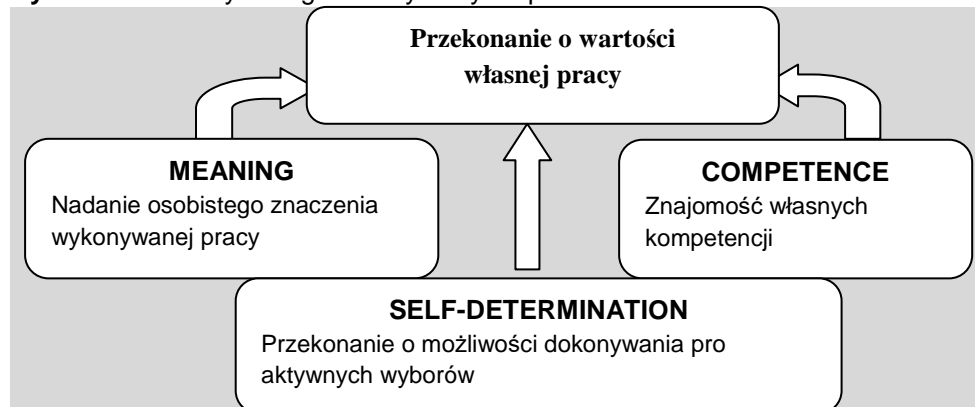 Przekonanie o wartości
własnej pracy
MEANING
Nadanie osobistego znaczenia
wykonywanej pracy
COMPETENCE
Znajomość własnych
kompetencji
SELF-DETERMINATION
Przekonanie o możliwości dokonywania pro
aktywnych wyborów